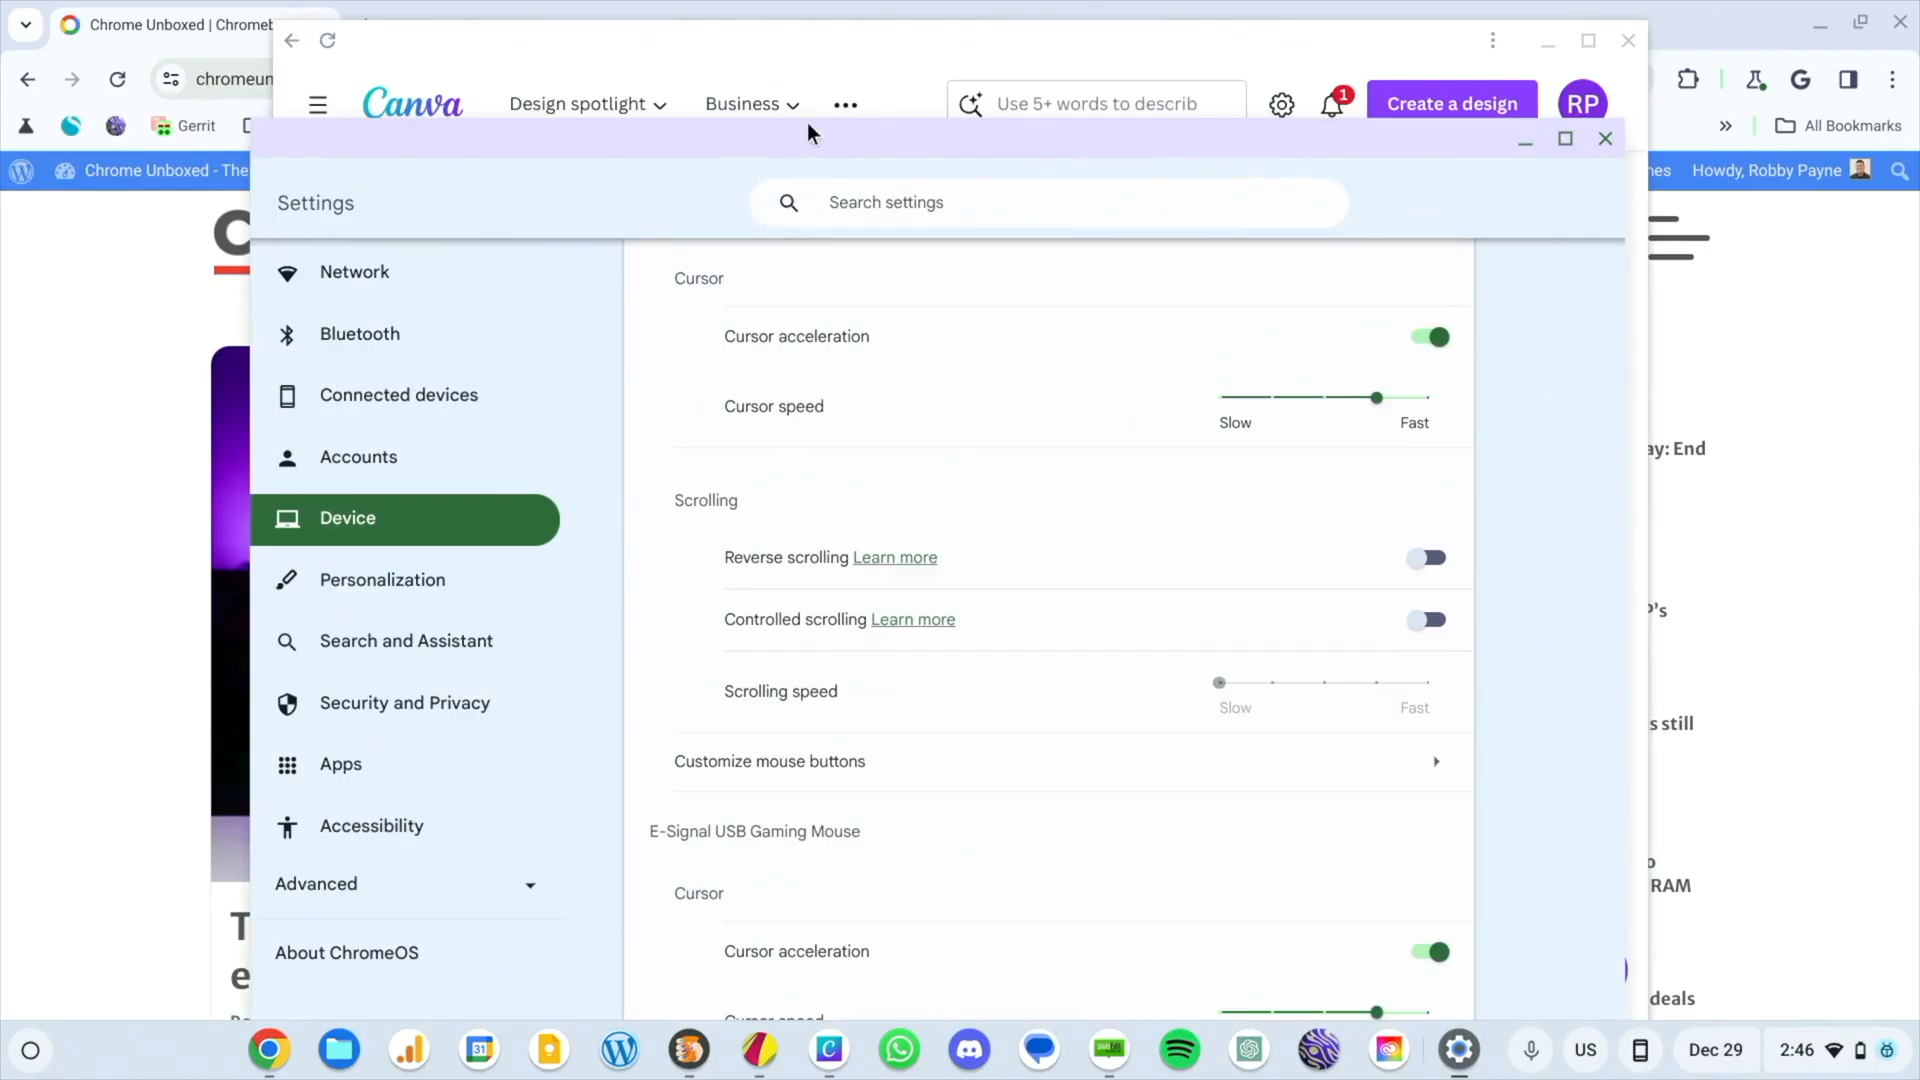 Chrome Unboxed | Chromeb
chromeun
Gerrit
All Bookmarks
Chrome Unboxed - The
Howdy, Robby Payne
Canva
Design spotlight
Business
Use 5+ words to describ
1
Create a design
RP
Settings
Search settings
Network
Bluetooth
Connected devices
Accounts
Device
Personalization
Search and Assistant
Security and Privacy
Apps
Accessibility
Advanced
About ChromeOS
Cursor
Cursor acceleration
Cursor speed
Slow
Fast
Scrolling
Reverse scrolling Learn more
Controlled scrolling Learn more
Scrolling speed
Slow
Fast
Customize mouse buttons
E-Signal USB Gaming Mouse
Cursor
Cursor acceleration
ay: End
P's
s still
RAM
deals
31
US
Dec 29
2:46